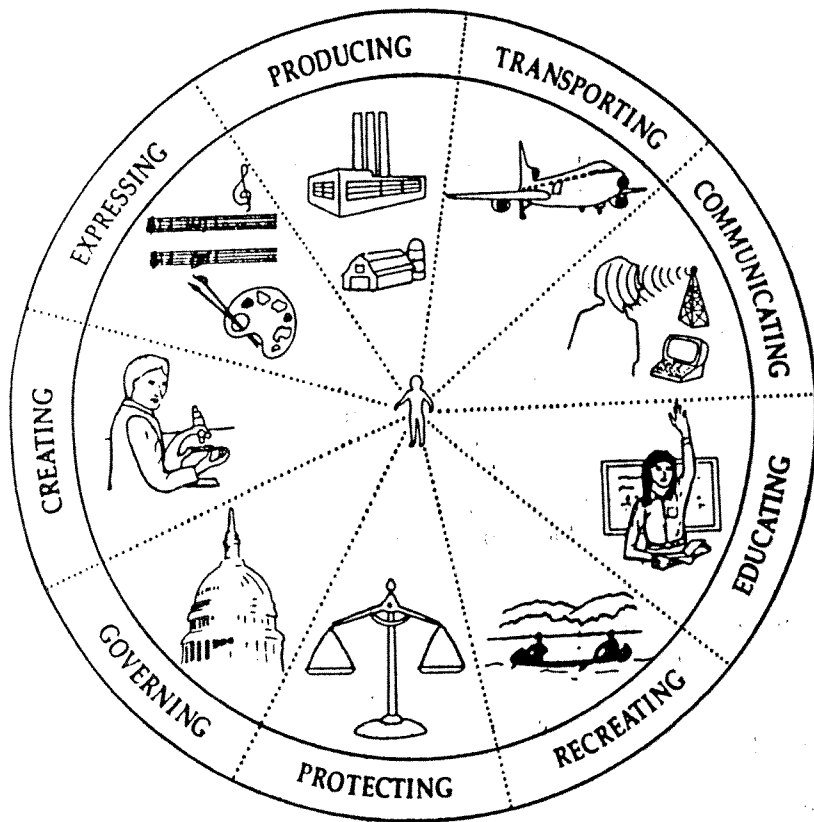 PRODUCING
TRANSPORTING
COMMUNICATING
EDUCATING
RECREATING
PROTECTING
GOVERNING
CREATING
EXPRESSING